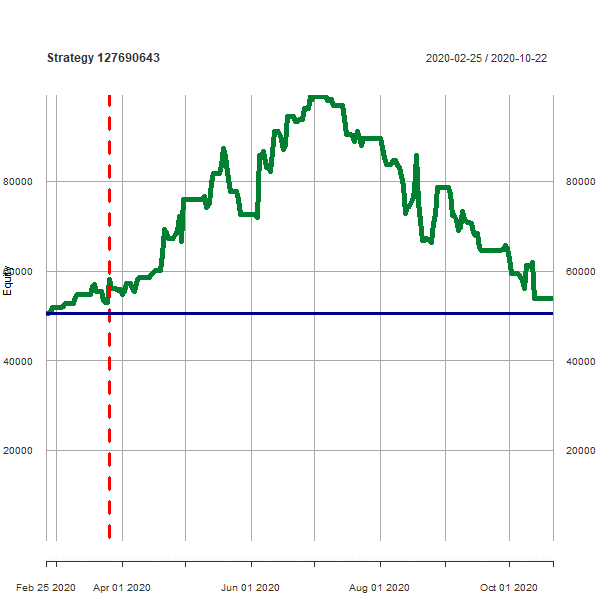 Strategy 127690643
2020-02-25 / 2020-10-22
80000
80000
Equity
60000
60000
40000
40000
20000
20000
Feb 25 2020
Apr 01 2020
Jun 01 2020
Aug 01 2020
Oct 01 2020